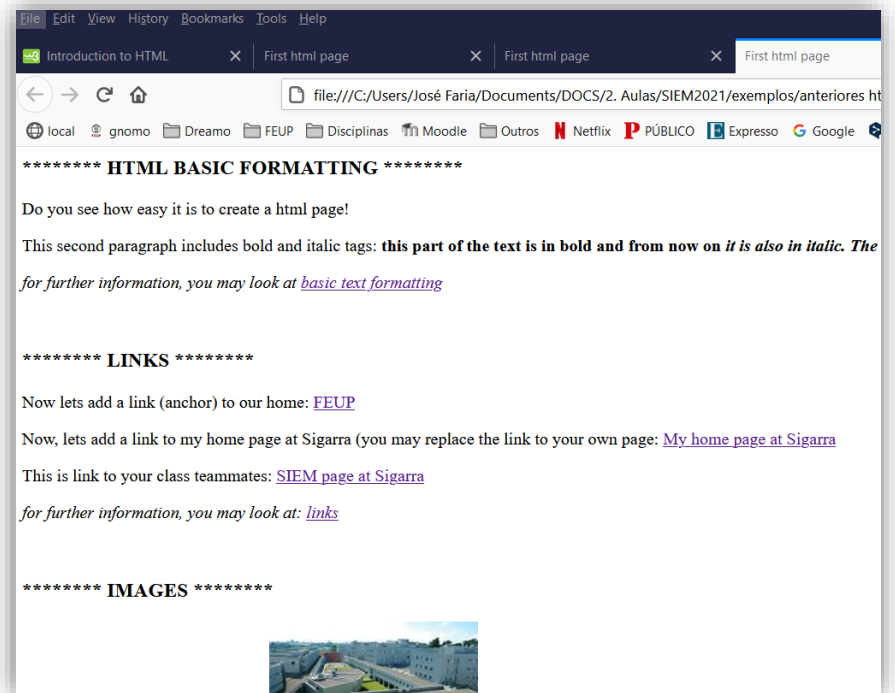 File Edit View History Bookmarks Tools Help
Introduction to HTML First html page First html page First html page
file:///C:/Users/José Faria/Documents/DOCS/2. Aulas/SIEM2021/exemplos/anteriores ht
local gnomo Dreamo FEUP Disciplinas Moodle Outros Netflix PÚBLICO Expresso Google
******** HTML BASIC FORMATTING ********
Do you see how easy it is to create a html page!
This second paragraph includes bold and italic tags: this part of the text is in bold and from now on it is also in italic. The
for further information, you may look at basic text formatting
******** LINKS ********
Now lets add a link (anchor) to our home: FEUP
Now, lets add a link to my home page at Sigarra (you may replace the link to your own page: My home page at Sigarra
This is link to your class teammates: SIEM page at Sigarra
for further information, you may look at: links
******** IMAGES ********